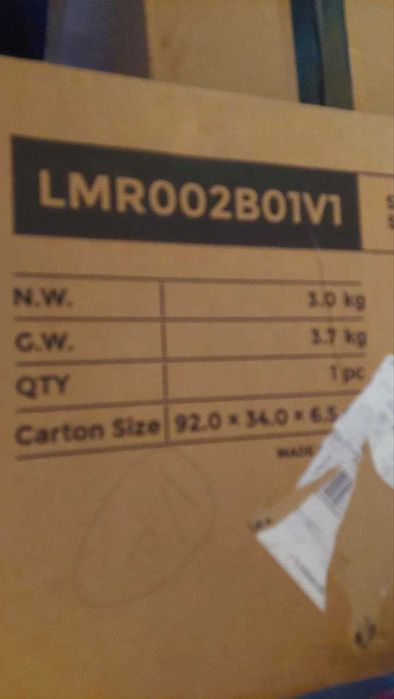 LMR002B01V1
N.W. 3.0 kg
G.W. 3.7 kg
QTY 1 pc
Carton Size 92.0 × 34.0 × 6.5
MADE